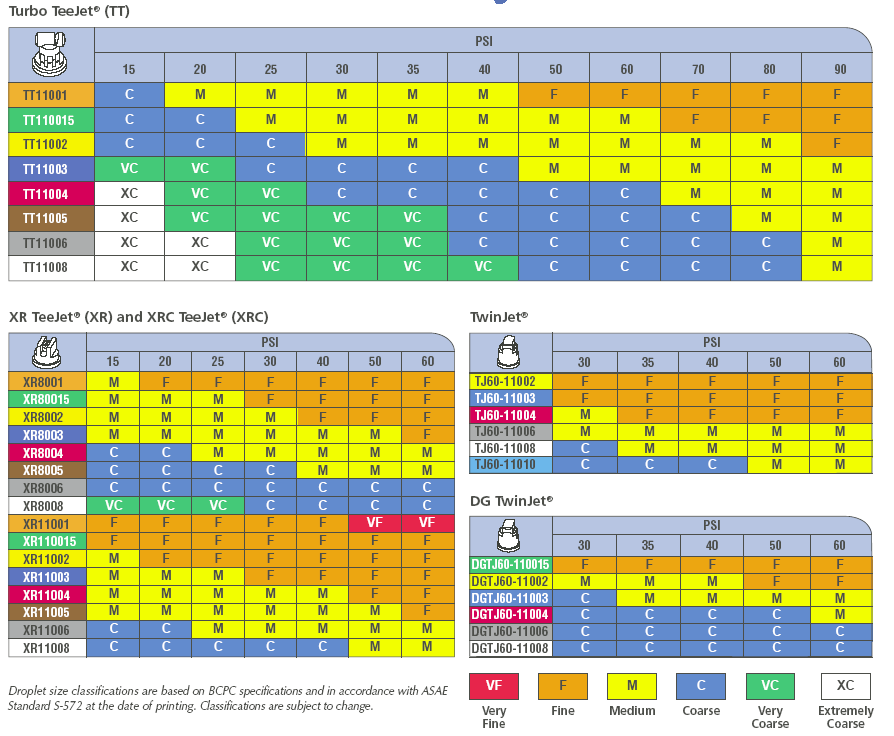 Turbo TeeJet® (TT)
PSI
15 20 25 30 35 40 50 60 70 80 90
TT11001 C M M M M M F F F F F
TT110015 C C M M M M M M F F F
TT11002 C C C M M M M M M M F
TT11003 VC VC C C C C M M M M M
TT11004 XC VC VC C C C C C M M M
TT11005 XC VC VC VC VC C C C C M M
TT11006 XC XC VC VC VC C C C C C M
TT11008 XC XC VC VC VC VC C C C C M
XR TeeJet® (XR) and XRC TeeJet® (XRC)
PSI
15 20 25 30 40 50 60
XR8001 M F F F F F F
XR80015 M M M F F F F
XR8002 M M M M F F F
XR8003 M M M M M M F
XR8004 C C M M M M M
XR8005 C C C C M M M
XR8006 C C C C C C C
XR8008 VC VC VC C C C C
XR11001 F F F F F VF VF
XR110015 F F F F F F F
XR11002 M F F F F F F
XR11003 M M M F F F F
XR11004 M M M M M F F
XR11005 M M M M M M F
XR11006 C C M M M M M
XR11008 C C C C C M M
Droplet size classifications are based on BCPC specifications and in accordance with ASAE
Standard S-572 at the date of printing. Classifications are subject to change.
TwinJet®
PSI
30 35 40 50 60
TJ60-11002 F F F F F
TJ60-11003 F F F F F
TJ60-11004 M F F F F
TJ60-11006 M M M M M
TJ60-11008 C M M M M
TJ60-11010 C C C M M
DG TwinJet®
PSI
30 35 40 50 60
DGTJ60-110015 F F F F F
DGTJ60-11002 M M M F F
DGTJ60-11003 C M M M M
DGTJ60-11004 C C C C M
DGTJ60-11006 C C C C C
DGTJ60-11008 C C C C C
VF F M C VC XC
Very Fine Medium Coarse Very Extremely
Fine Coarse Coarse